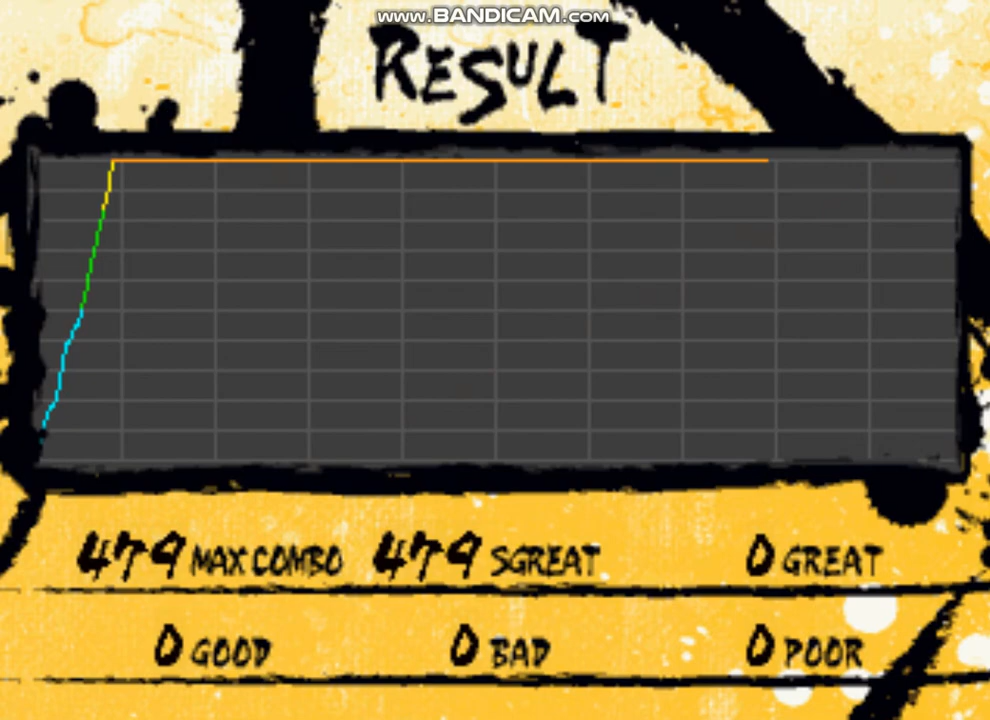 www.BANDICAM.com
RESULT
479 MAX COMBO 479 SGREAT 0 GREAT
0 GOOD 0 BAD 0 POOR